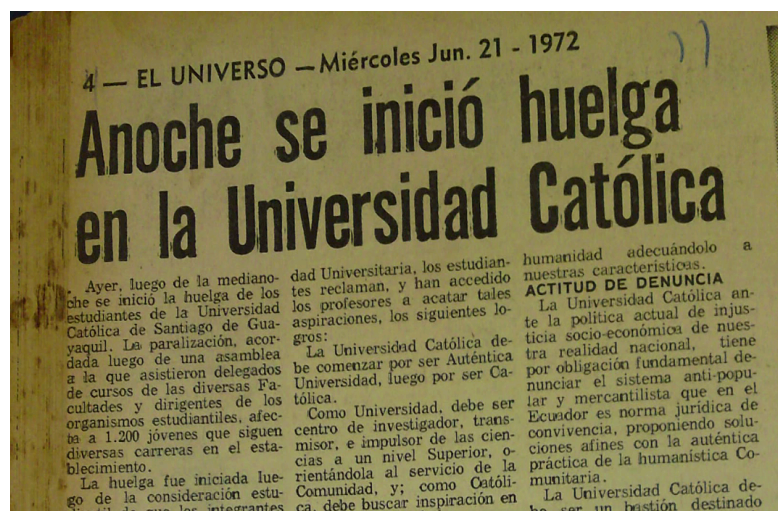 4 — EL UNIVERSO — Miércoles Jun. 21 - 1972
Anoche se inició huelga
en la Universidad Católica
. Ayer, luego de la mediano-
che se inició la huelga de los
estudiantes de la Universidad
Católica de Santiago de Gua-
yaquil. La paralización, acor-
dada luego de una asamblea
a la que asistieron delegados
de cursos de las diversas Fa-
cultades y dirigentes de los
organismos estudiantiles, afec-
ta a 1.200 jóvenes que siguen
diversas carreras en el esta-
blecimiento.
La huelga fue iniciada lue-
go de la consideración estu-
que los integrantes
dad Universitaria, los estudian-
tes reclaman, y han accedido
los profesores a acatar tales
aspiraciones, los siguientes lo-
gros:
La Universidad Católica de-
be comenzar por ser Auténtica
Universidad, luego por ser Ca-
tólica.
Como Universidad, debe ser
centro de investigador, trans-
misor, e impulsor de las cien-
cias a un nivel Superior, o-
rientándola al servicio de la
Comunidad, y; como Católi-
ca, debe buscar inspiración en
humanidad adecuándolo a
nuestras características.
ACTITUD DE DENUNCIA
La Universidad Católica an-
te la política actual de injus-
ticia socio-económica de nues-
tra realidad nacional, tiene
por obligación fundamental de-
nunciar el sistema anti-popu-
lar y mercantilista que en el
Ecuador es norma jurídica de
convivencia, proponiendo solu-
ciones afines con la auténtica
práctica de la humanística Co-
munitaria.
La Universidad Católica de-
be ser un bastión destinado